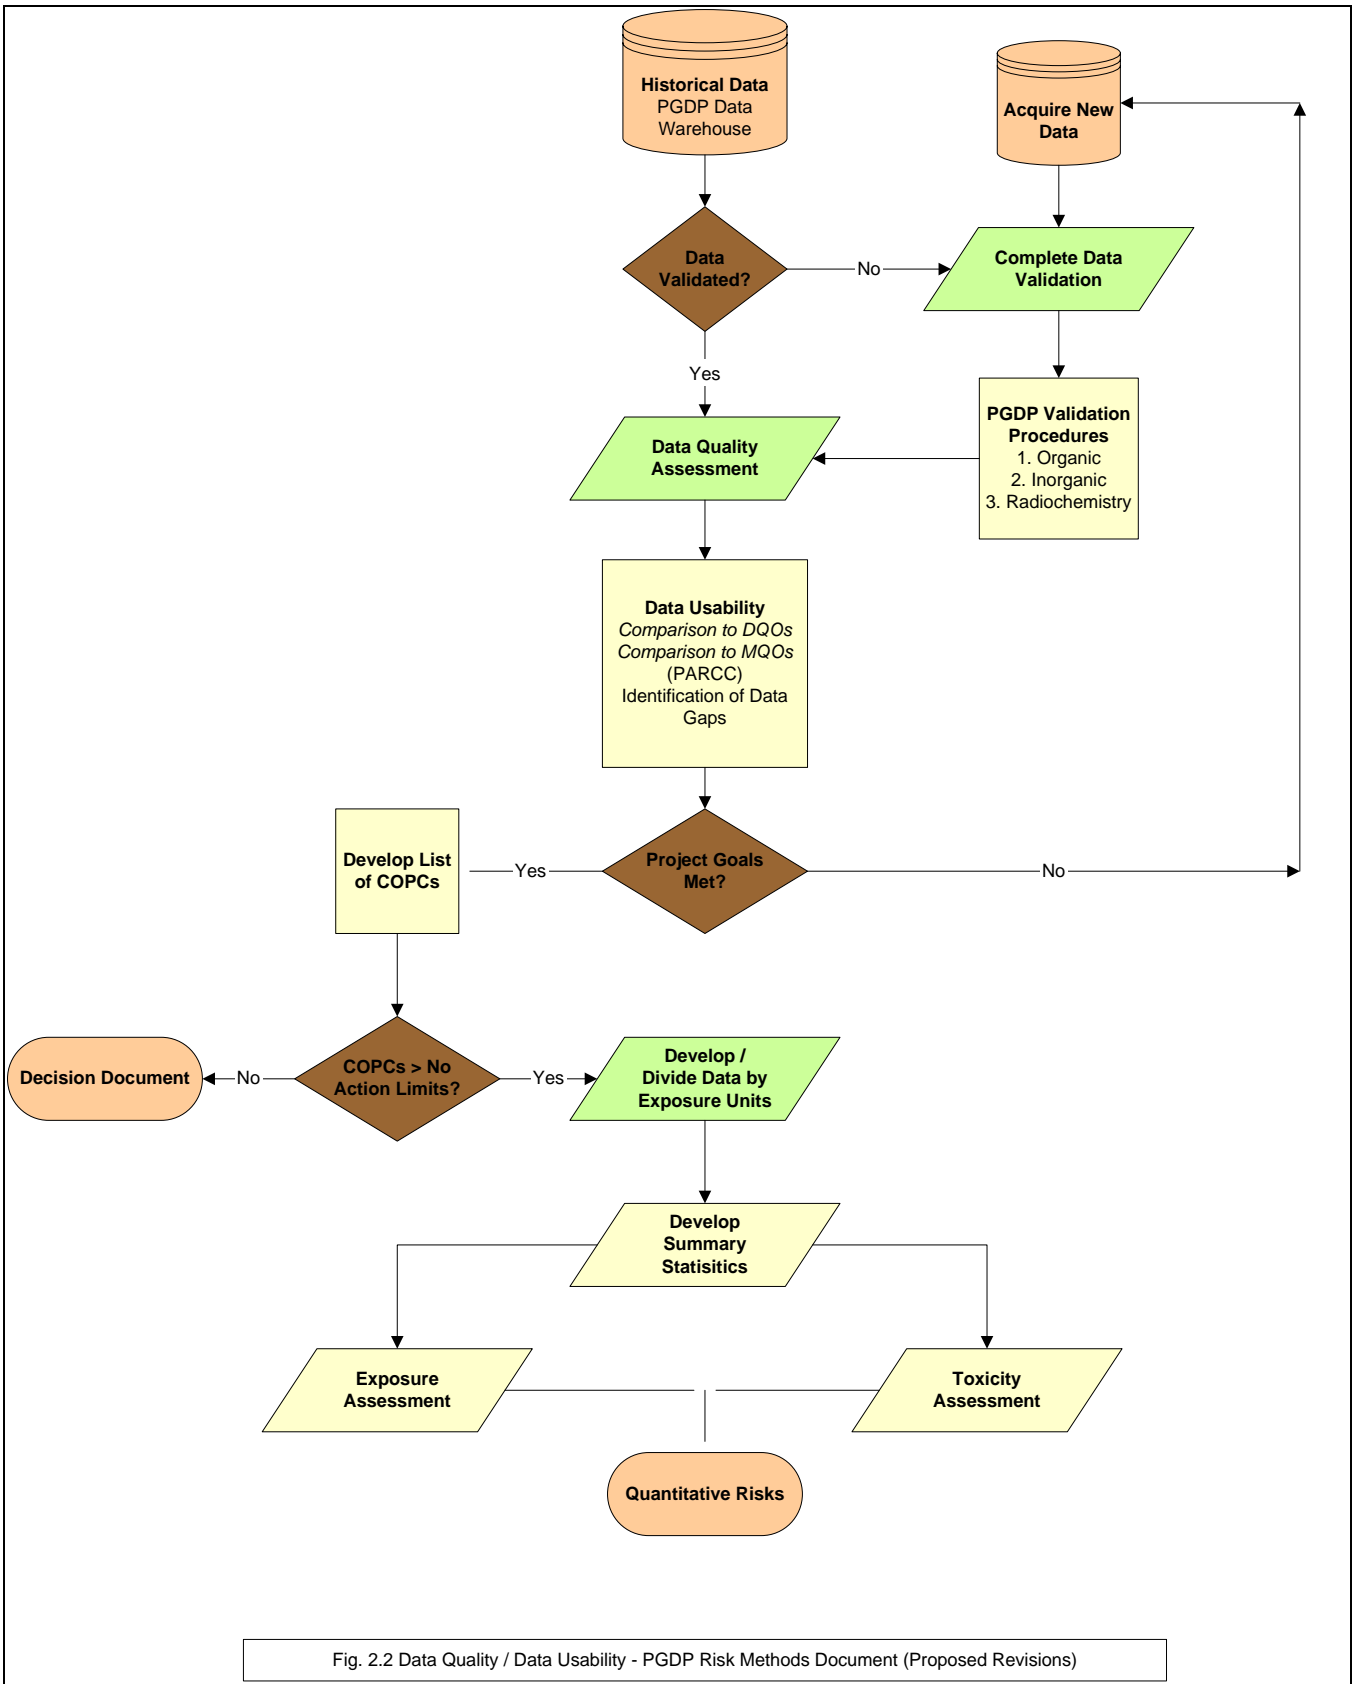 Historical Data
PGDP Data
Warehouse
Acquire New
Data
Data
Validated?
No
Complete Data
Validation
Yes
PGDP Validation
Procedures
1. Organic
2. Inorganic
3. Radiochemistry
Data Quality
Assessment
Data Usability
Comparison to DQOs
Comparison to MQOs
(PARCC)
Identification of Data
Gaps
Develop List
of COPCs
Yes
Project Goals
Met?
No
Decision Document
No
COPCs > No
Action Limits?
Yes
Develop /
Divide Data by
Exposure Units
Develop
Summary
Statisitics
Exposure
Assessment
Toxicity
Assessment
Quantitative Risks
Fig. 2.2 Data Quality / Data Usability - PGDP Risk Methods Document (Proposed Revisions)